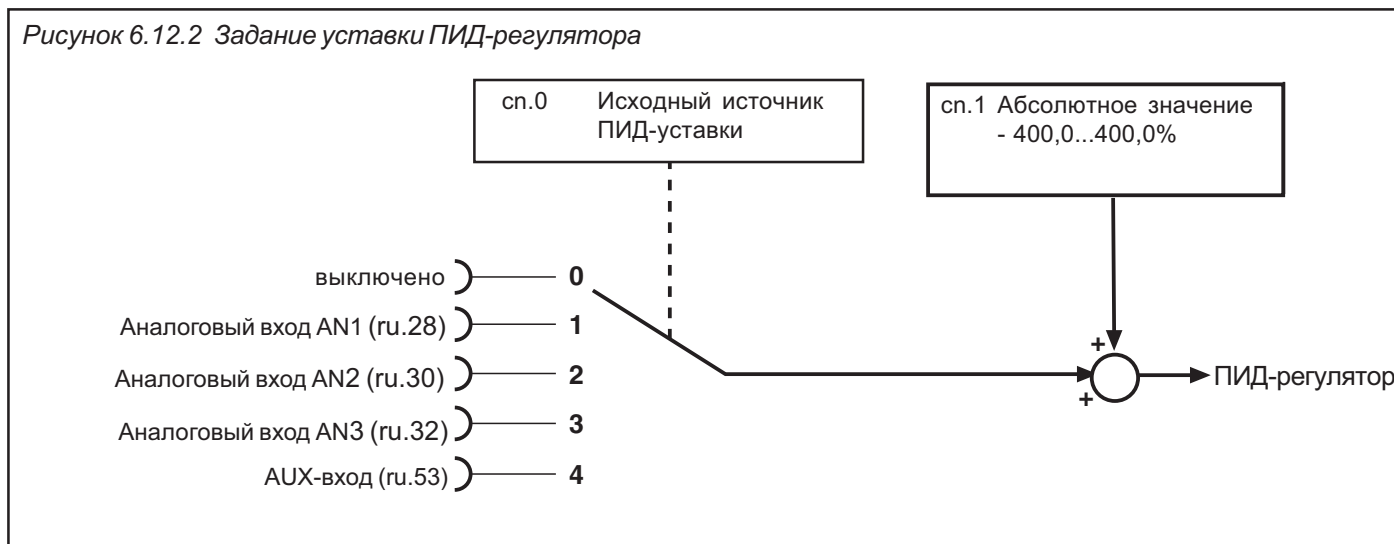 Рисунок 6.12.2 Задание уставки ПИД-регулятора
cn.0 Исходный источник
ПИД-уставки
cn.1 Абсолютное значение
- 400,0...400,0%
выключено 0
Аналоговый вход AN1 (ru.28) 1
Аналоговый вход AN2 (ru.30) 2
Аналоговый вход AN3 (ru.32) 3
AUX-вход (ru.53) 4
+
+
ПИД-регулятор